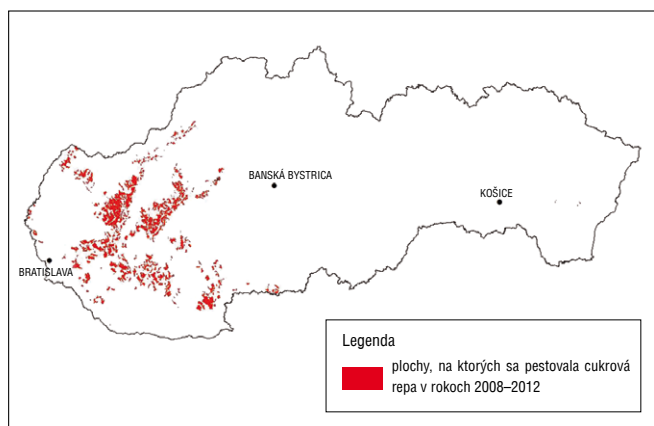 BANSKÁ BYSTRICA
KOŠICE
BRATISLAVA
Legenda
plochy, na ktorých sa pestovala cukrová
repa v rokoch 2008–2012